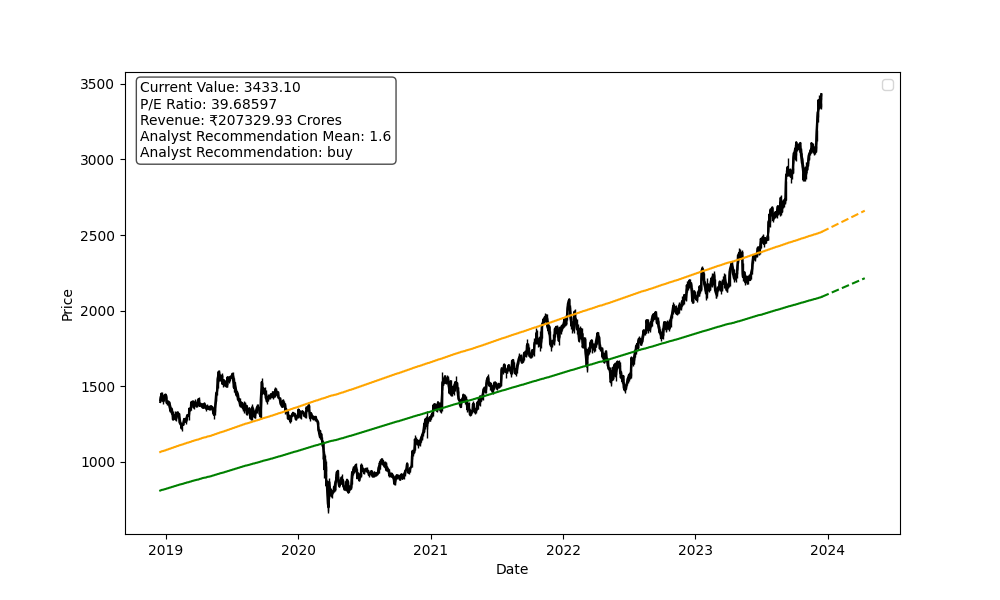 Current Value: 3433.10
P/E Ratio: 39.68597
Revenue: ₹207329.93 Crores
Analyst Recommendation Mean: 1.6
Analyst Recommendation: buy
3500
3000
2500
2000
1500
1000
Price
2019 2020 2021 2022 2023 2024
Date